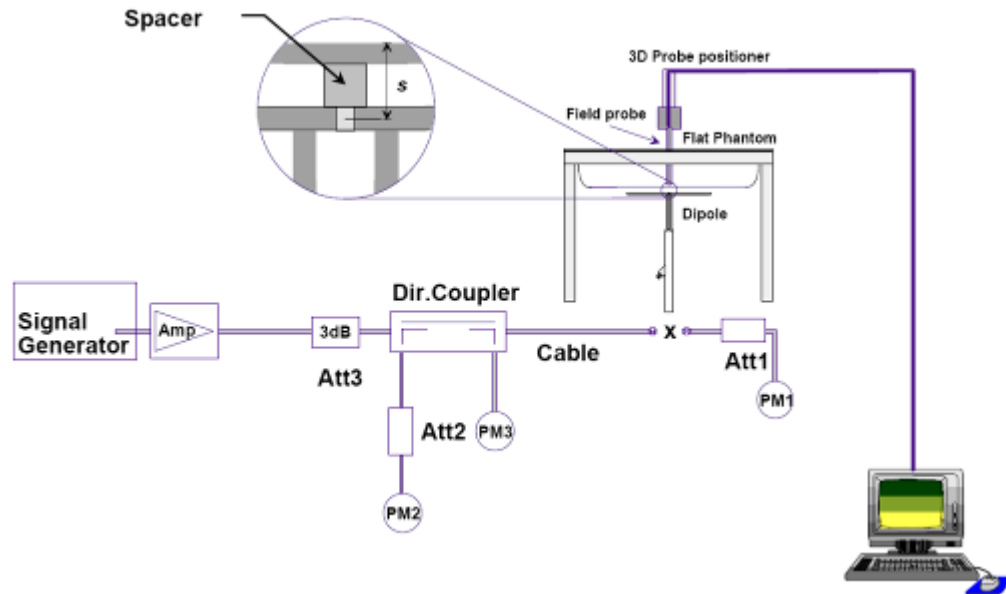 Spacer
s
3D Probe positioner
Field probe
Flat Phantom
Dipole
Dir.Coupler
Signal
Generator
Amp
3dB
Att3
Cable
X
Att1
PM1
Att2
PM3
PM2